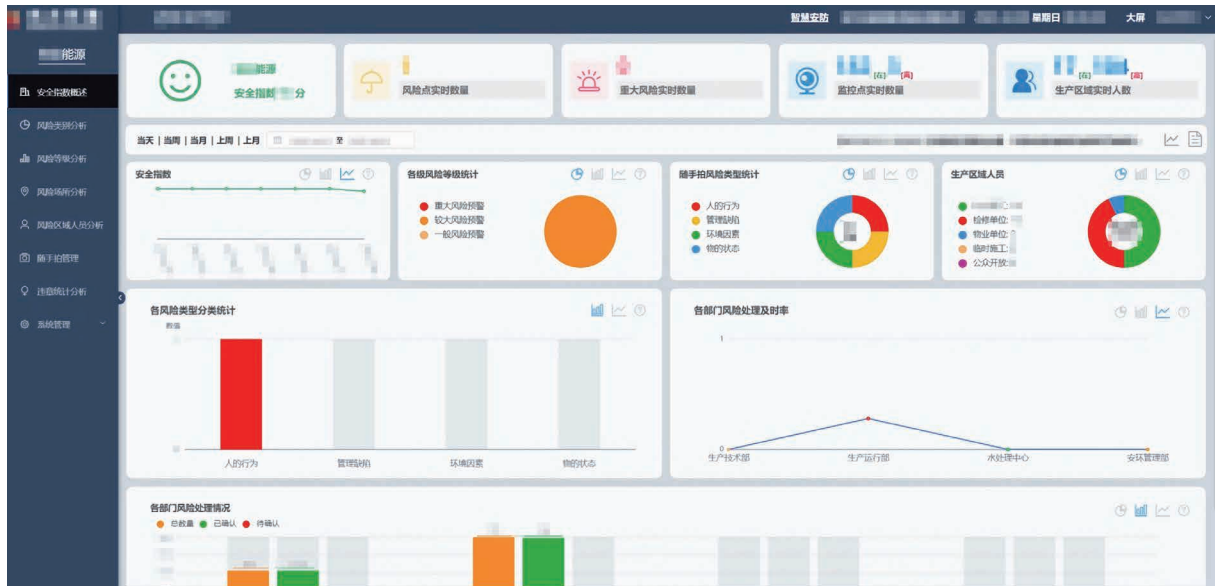 智慧安防
星期日
大屏
能源
安全指数概述
风险类别分析
风险等级分析
风险场所分析
风险区域人员分析
随手拍管理
违章统计分析
系统管理
能源
安全指数 分
风险点实时数量
重大风险实时数量
[在] [离]
监控点实时数量
[在] [离]
生产区域实时人数
当天 | 当周 | 当月 | 上周 | 上月
至
安全指数
各级风险等级统计
重大风险预警
较大风险预警
一般风险预警
随手拍风险类型统计
人的行为
管理缺陷
环境因素
物的状态
生产区域人员
检修单位:
物业单位:
临时施工:
公众开放:
各风险类型分类统计
数值
人的行为
管理缺陷
环境因素
物的状态
各部门风险处理及时率
1
0
生产技术部
生产运行部
水处理中心
安环管理部
各部门风险处理情况
总数量 已确认 待确认